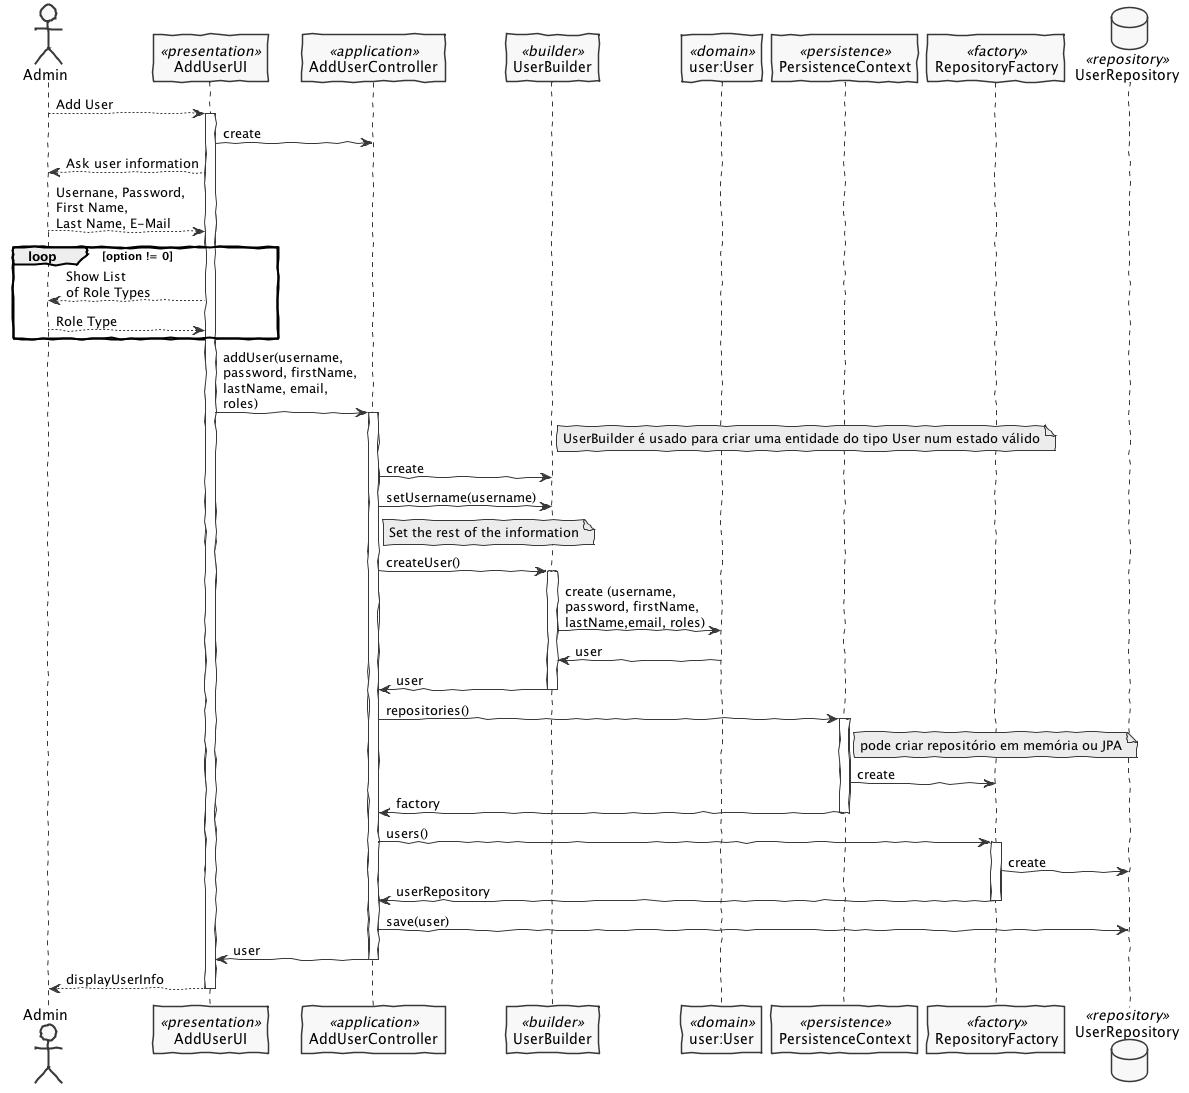 Admin
«presentation»
AddUserUI
«application»
AddUserController
«builder»
UserBuilder
«domain»
user:User
«persistence»
PersistenceContext
«factory»
RepositoryFactory
«repository»
UserRepository
Add User
create
Ask user information
Usernane, Password,
First Name,
Last Name, E-Mail
loop
[option != 0]
Show List
of Role Types
Role Type
addUser(username,
password, firstName,
lastName, email,
roles)
UserBuilder é usado para criar uma entidade do tipo User num estado válido
create
setUsername(username)
Set the rest of the information
createUser()
create (username,
password, firstName,
lastName,email, roles)
user
user
repositories()
pode criar repositório em memória ou JPA
create
factory
users()
create
userRepository
save(user)
user
displayUserInfo
Admin
«presentation»
AddUserUI
«application»
AddUserController
«builder»
UserBuilder
«domain»
user:User
«persistence»
PersistenceContext
«factory»
RepositoryFactory
«repository»
UserRepository